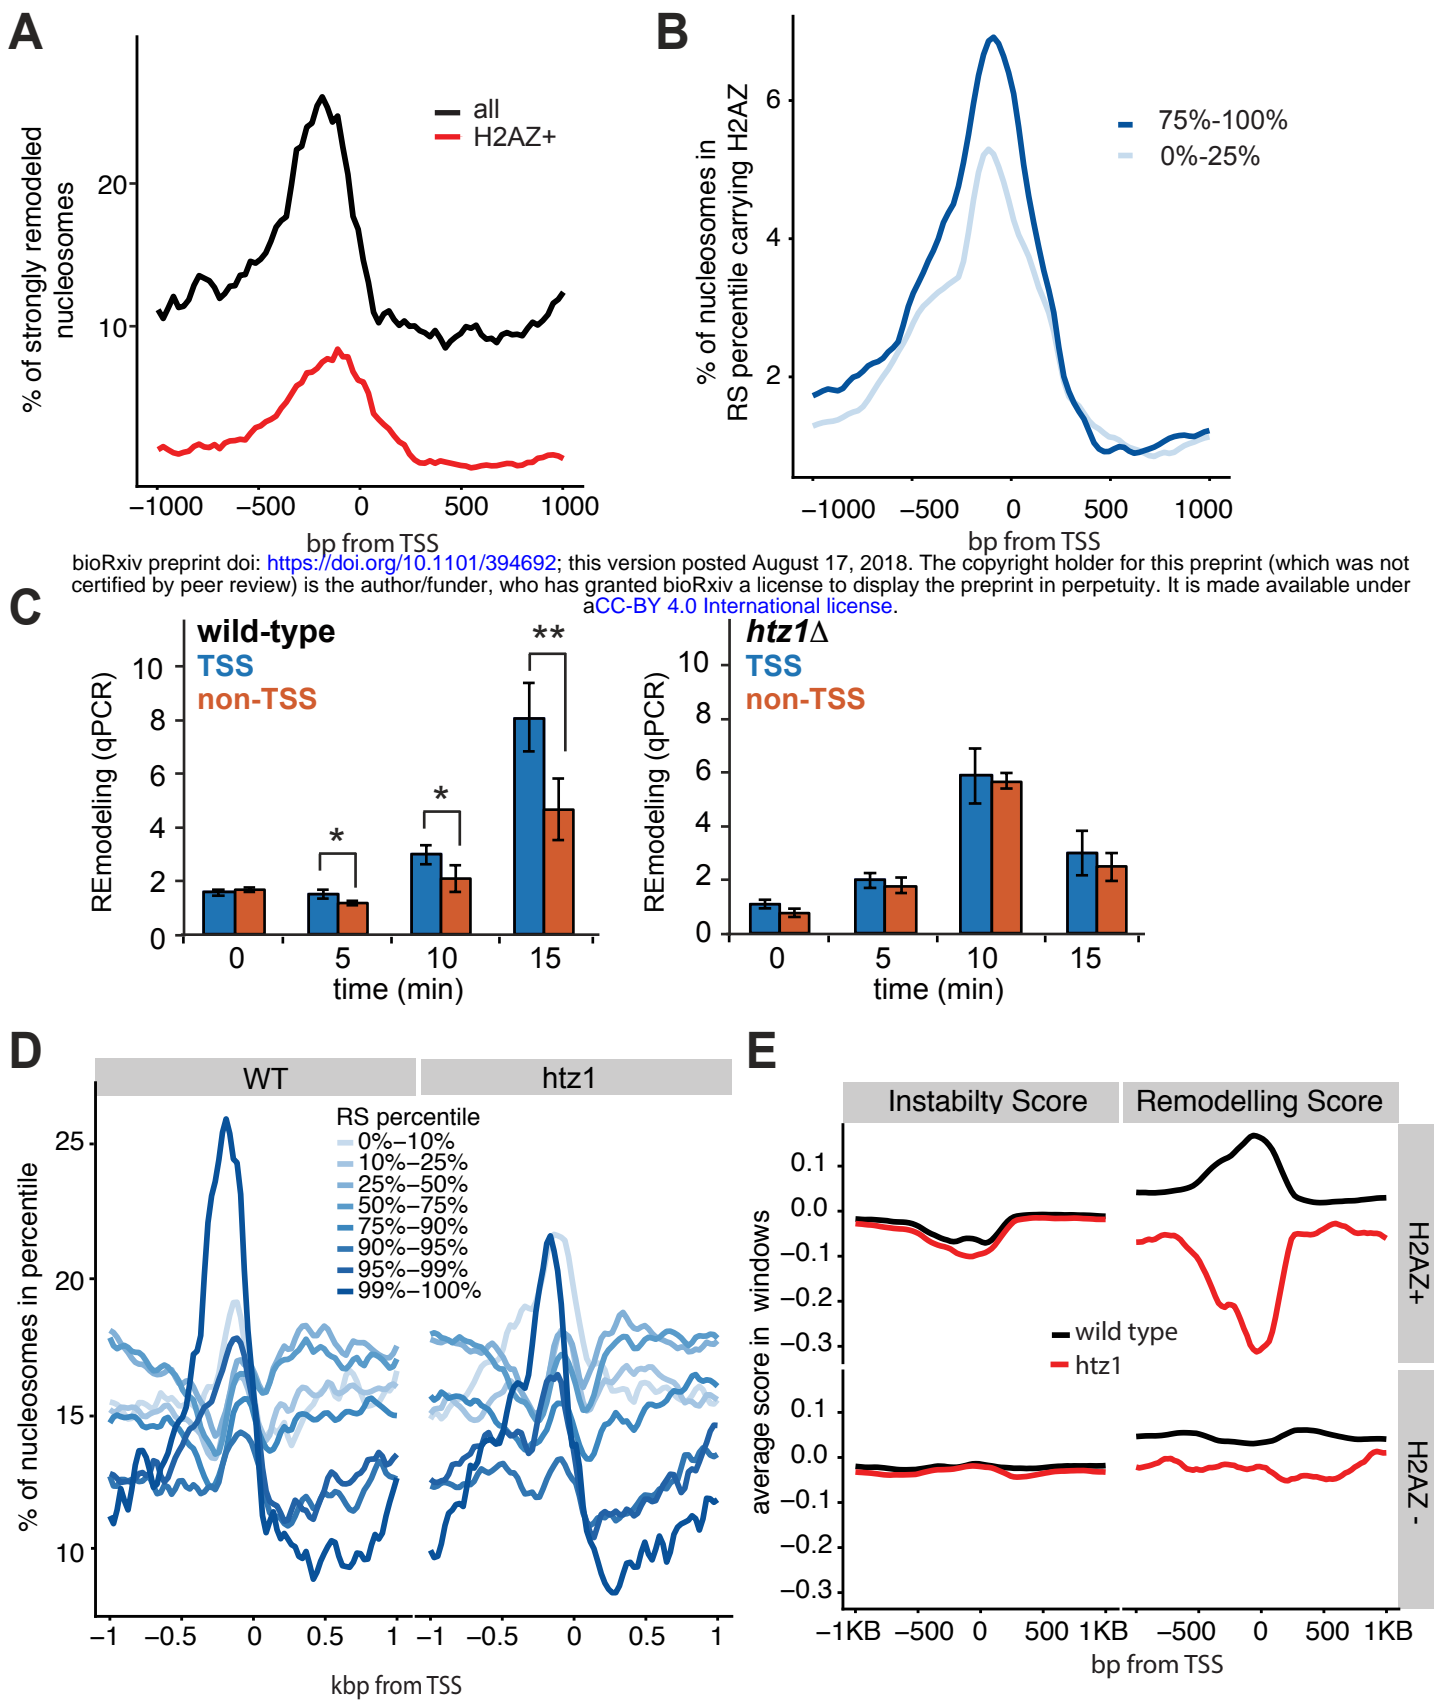 A
B
% of strongly remodeled
nucleosomes
20
10
all
H2AZ+
−1000
−500
0
500
1000
bp from TSS
% of nucleosomes in
RS percentile carrying H2AZ
6
4
2
75%-100%
0%-25%
−1000
−500
0
500
1000
bp from TSS
bioRxiv preprint doi: https://doi.org/10.1101/394692; this version posted August 17, 2018. The copyright holder for this preprint (which was not
certified by peer review) is the author/funder, who has granted bioRxiv a license to display the preprint in perpetuity. It is made available under
aCC-BY 4.0 International license.
C
wild-type
TSS
non-TSS
REmodeling (qPCR)
10
8
6
4
2
0
*
*
**
0
5
10
15
time (min)
htz1Δ
TSS
non-TSS
REmodeling (qPCR)
10
8
6
4
2
0
0
5
10
15
time (min)
D
WT
htz1
% of nucleosomes in percentile
25
20
15
10
RS percentile
0%−10%
10%−25%
25%−50%
50%−75%
75%−90%
90%−95%
95%−99%
99%−100%
−1
−0.5
0
0.5
1
−1
−0.5
0
0.5
1
kbp from TSS
E
Instabilty Score
Remodelling Score
average score in windows
0.1
0.0
−0.1
−0.2
−0.3
0.1
0.0
−0.1
−0.2
−0.3
wild type
htz1
H2AZ+
H2AZ -
−1KB
−500
0
500
1KB
−1KB
−500
0
500
1KB
bp from TSS